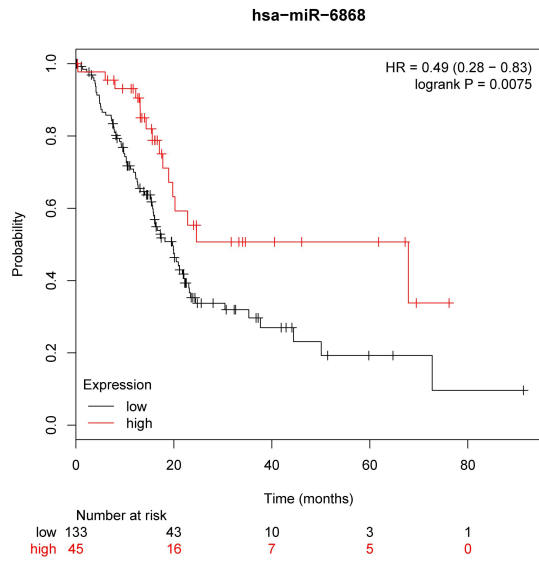 hsa−miR−6868
HR = 0.49 (0.28 − 0.83)
logrank P = 0.0075
Probability
1.0
0.8
0.6
0.4
0.2
0.0
Expression
low
high
0 20 40 60 80
Time (months)
Number at risk
low 133 43 10 3 1
high 45 16 7 5 0